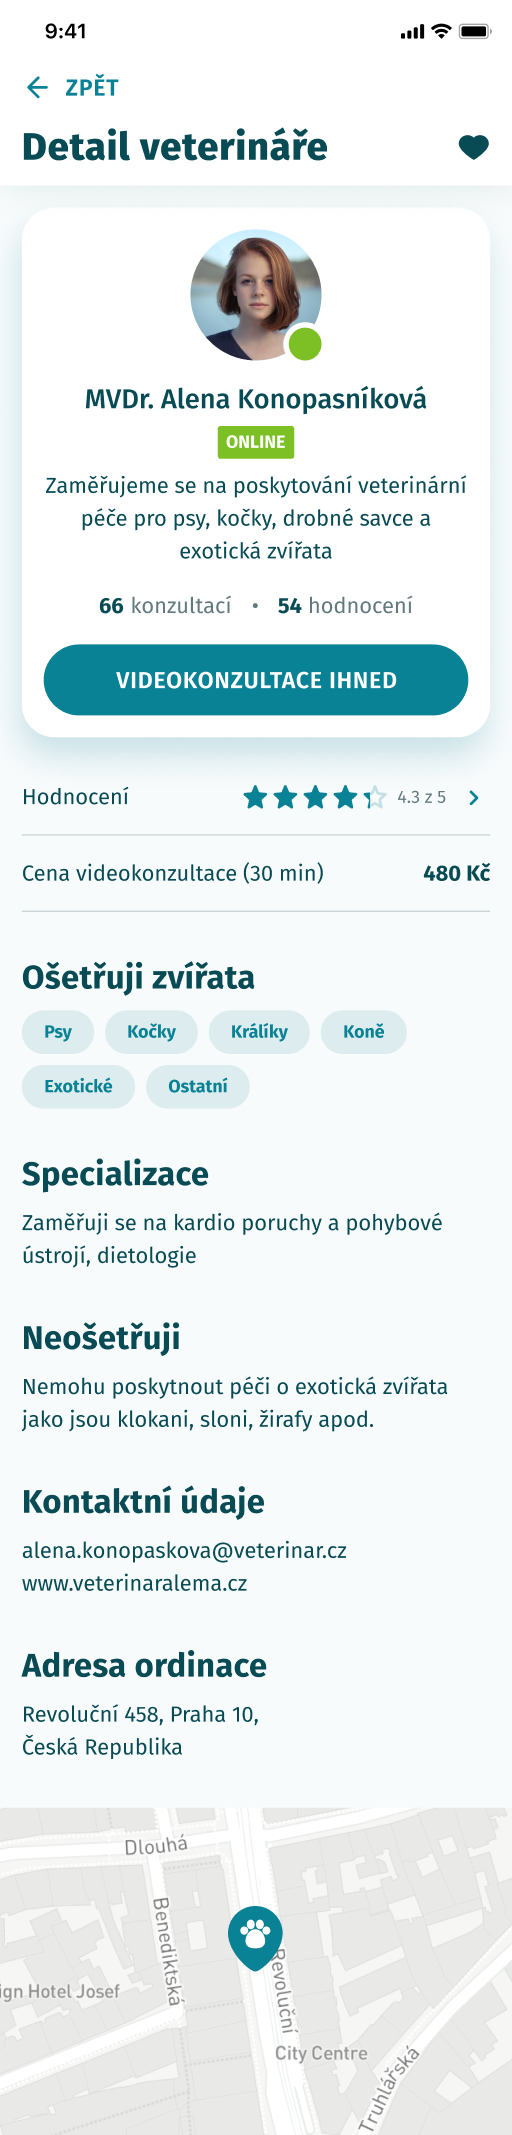 9:41
ZPĚT
Detail veterináře
MVDr. Alena Konopasníková
ONLINE
Zaměřujeme se na poskytování veterinární
péče pro psy, kočky, drobné savce a
exotická zvířata
66 konzultací • 54 hodnocení
VIDEOKONZULTACE IHNED
Hodnocení 4.3 z 5
Cena videokonzultace (30 min) 480 Kč
Ošetřuji zvířata
Psy Kočky Králíky Koně
Exotické Ostatní
Specializace
Zaměřuji se na kardio poruchy a pohybové
ústrojí, dietologie
Neošetřuji
Nemohu poskytnout péči o exotická zvířata
jako jsou klokani, sloni, žirafy apod.
Kontaktní údaje
alena.konopaskova@veterinar.cz
www.veterinaralema.cz
Adresa ordinace
Revoluční 458, Praha 10,
Česká Republika
Dlouhá
Benediktská
Revoluční
ign Hotel Josef
City Centre
Truhlářská